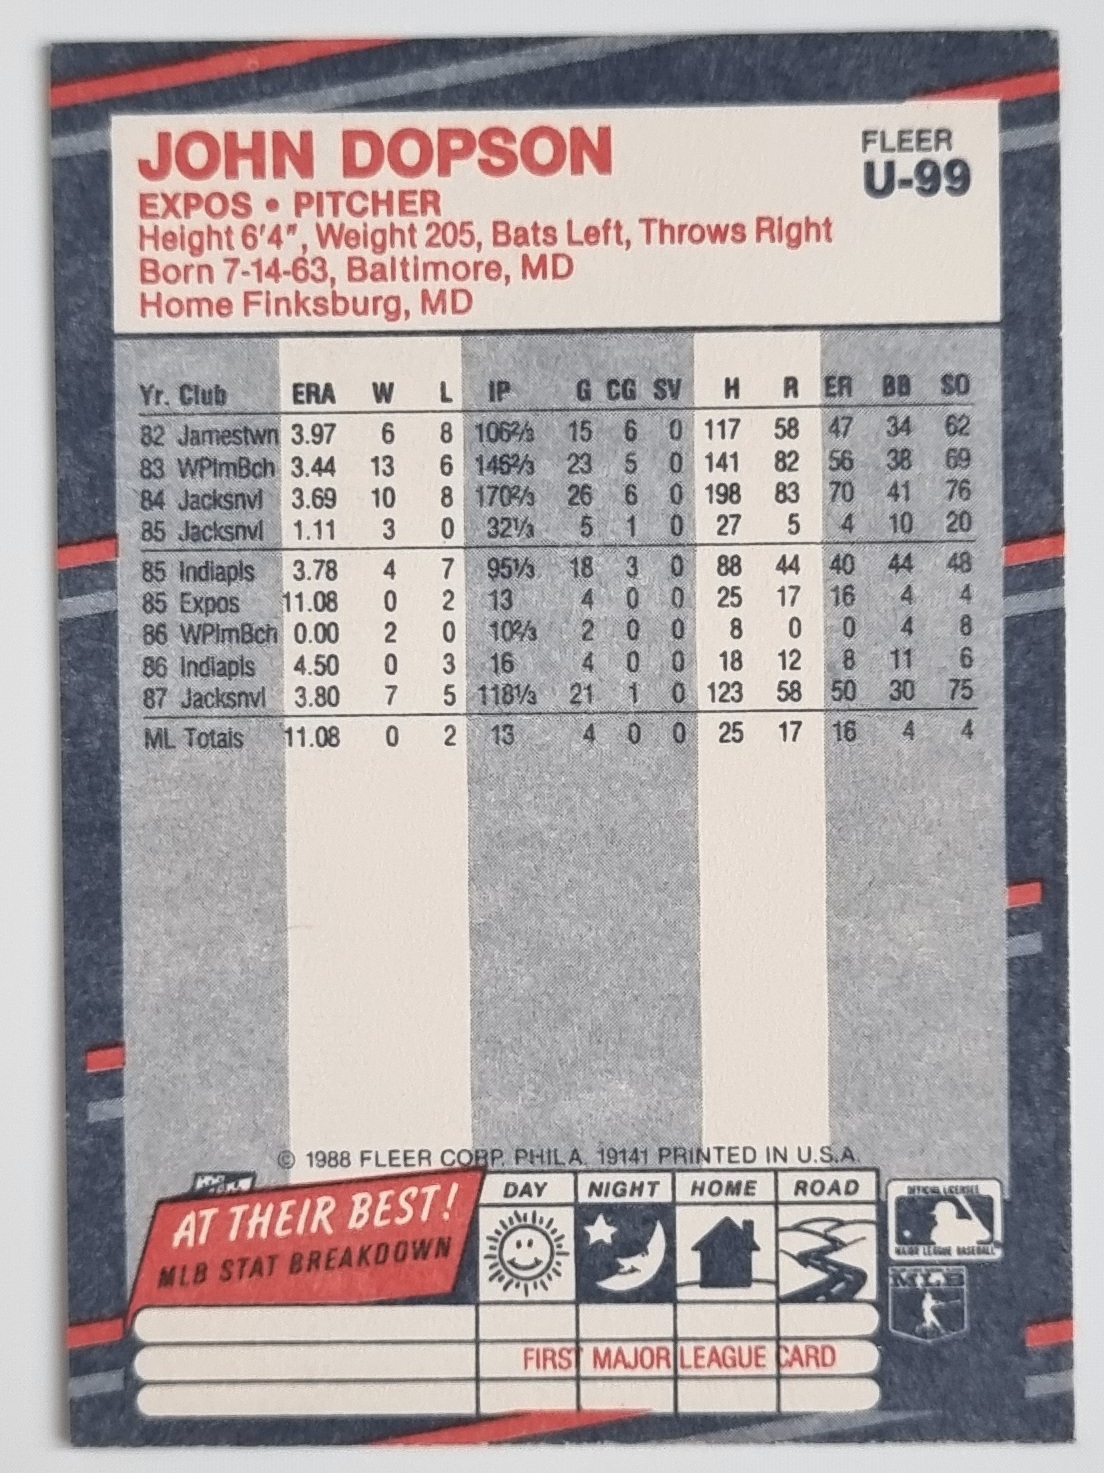 JOHN DOPSON
FLEER
U-99
EXPOS • PITCHER
Height 6'4", Weight 205, Bats Left, Throws Right
Born 7-14-63, Baltimore, MD
Home Finksburg, MD
Yr. Club ERA W L IP G CG SV H R ER BB SO
82 Jamestwn 3.97 6 8 106⅔ 15 6 0 117 58 47 34 62
83 WPlmBch 3.44 13 6 146⅔ 23 5 0 141 82 56 38 69
84 Jacksnvl 3.69 10 8 170⅔ 26 6 0 198 83 70 41 76
85 Jacksnvl 1.11 3 0 32⅓ 5 1 0 27 5 4 10 20
85 Indiapls 3.78 4 7 95⅓ 18 3 0 88 44 40 44 48
85 Expos 11.08 0 2 13 4 0 0 25 17 16 4 4
86 WPlmBch 0.00 2 0 10⅔ 2 0 0 8 0 0 4 8
86 Indiapls 4.50 0 3 16 4 0 0 18 12 8 11 6
87 Jacksnvl 3.80 7 5 118⅓ 21 1 0 123 58 50 30 75
ML Totals 11.08 0 2 13 4 0 0 25 17 16 4 4
© 1988 FLEER CORP. PHILA. 19141 PRINTED IN U.S.A.
AT THEIR BEST!
MLB STAT BREAKDOWN
DAY NIGHT HOME ROAD
OFFICIAL LICENSEE
MAJOR LEAGUE BASEBALL
MLB
FIRST MAJOR LEAGUE CARD